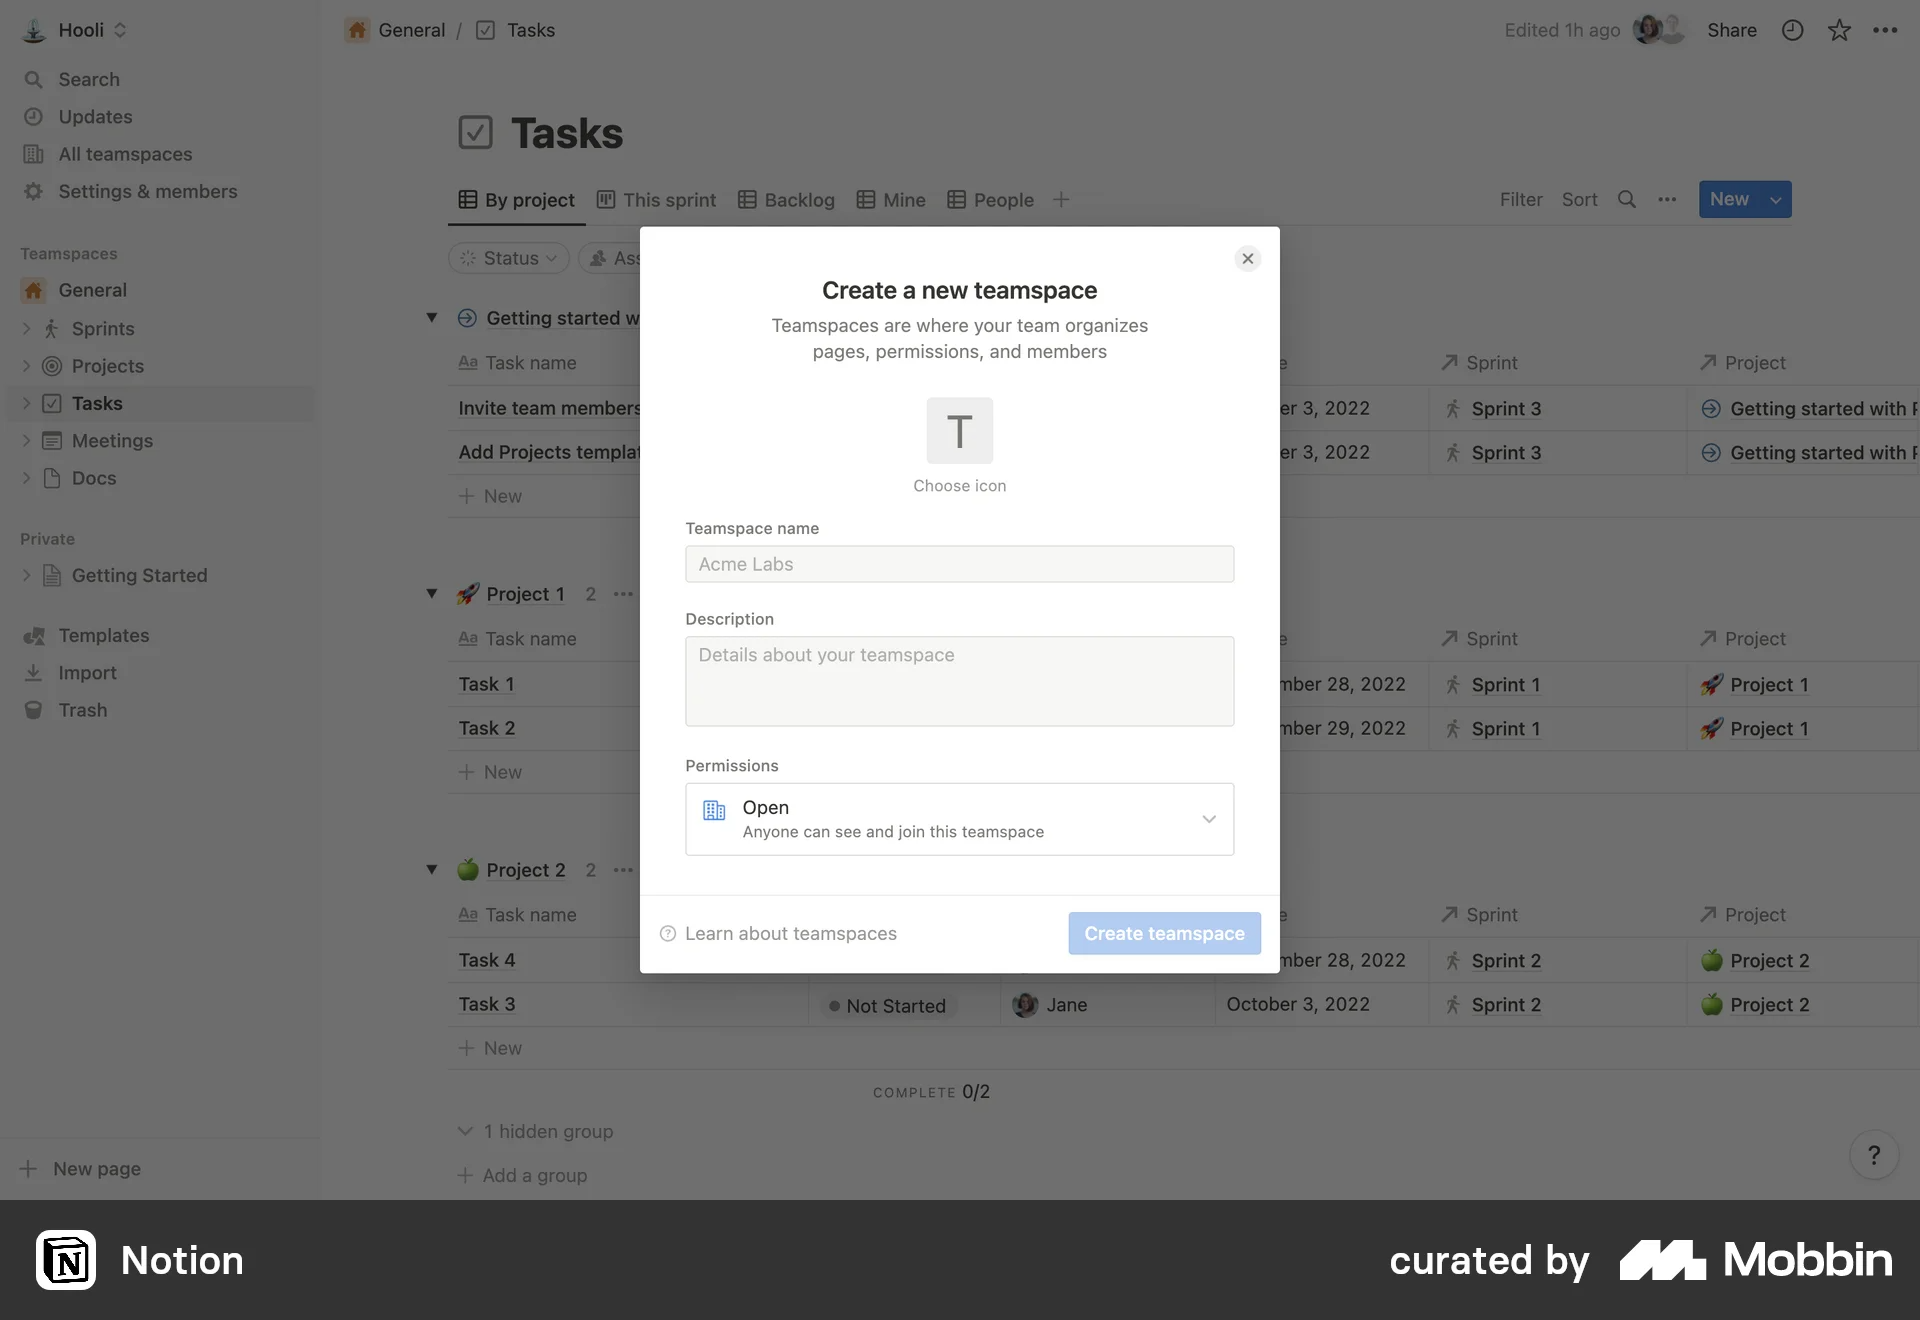 Hooli
Search
Updates
All teamspaces
Settings & members
Teamspaces
General
Sprints
Projects
Tasks
Meetings
Docs
Private
Getting Started
Templates
Import
Trash
New page
General / Tasks
Edited 1h ago
Share
Tasks
By project
This sprint
Backlog
Mine
People
Filter
Sort
New
Status
Getting started
Aa Task name
Sprint
Project
Invite team members
3, 2022
Sprint 3
Getting started with
Add Projects
3, 2022
Sprint 3
Getting started with
New
Project 1 2
Aa Task name
Sprint
Project
Task 1
28, 2022
Sprint 1
Project 1
Task 2
29, 2022
Sprint 1
Project 1
New
Project 2 2
Aa Task name
Sprint
Project
Task 4
28, 2022
Sprint 2
Project 2
Task 3
Not Started
Jane
October 3, 2022
Sprint 2
Project 2
New
COMPLETE 0/2
1 hidden group
Add a group
?
Create a new teamspace
Teamspaces are where your team organizes
pages, permissions, and members
T
Choose icon
Teamspace name
Acme Labs
Description
Details about your teamspace
Permissions
Open
Anyone can see and join this teamspace
Learn about teamspaces
Create teamspace
N
Notion
curated by
Mobbin